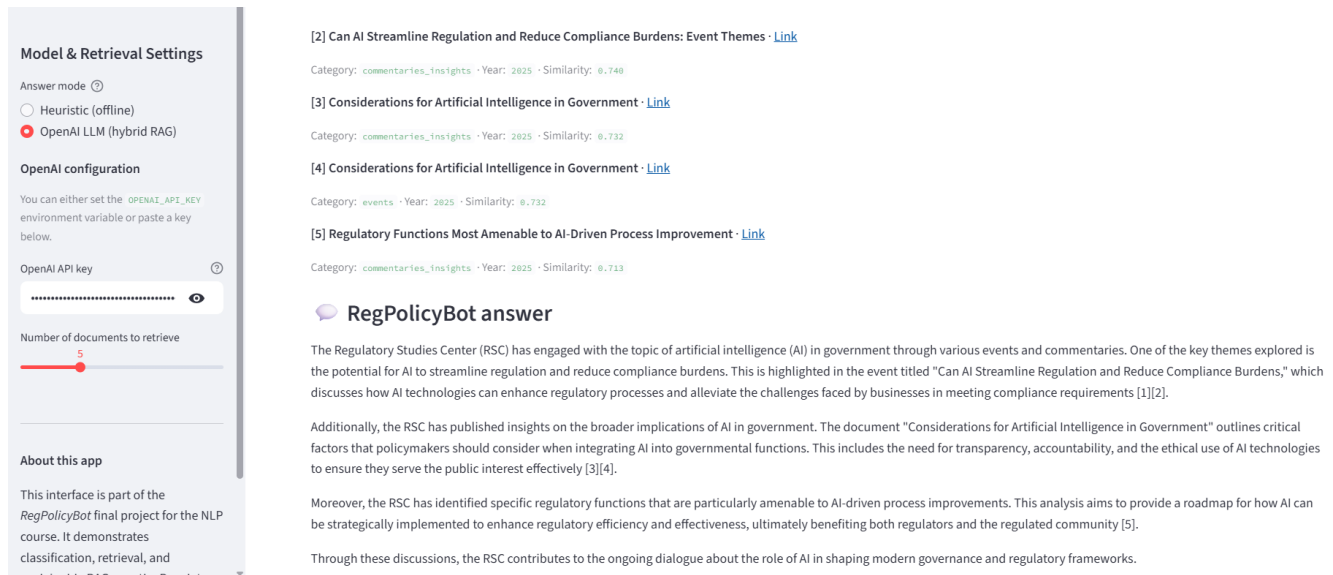 Model & Retrieval Settings
Answer mode
Heuristic (offline)
OpenAI LLM (hybrid RAG)
OpenAI configuration
You can either set the OPENAI_API_KEY
environment variable or paste a key
below.
OpenAI API key
••••••••••••••••••••••••••••••••••••
Number of documents to retrieve
5
About this app
This interface is part of the
RegPolicyBot final project for the NLP
course. It demonstrates
classification, retrieval, and
[2] Can AI Streamline Regulation and Reduce Compliance Burdens: Event Themes · Link
Category: commentaries_insights · Year: 2025 · Similarity: 0.740
[3] Considerations for Artificial Intelligence in Government · Link
Category: commentaries_insights · Year: 2025 · Similarity: 0.732
[4] Considerations for Artificial Intelligence in Government · Link
Category: events · Year: 2025 · Similarity: 0.732
[5] Regulatory Functions Most Amenable to AI-Driven Process Improvement · Link
Category: commentaries_insights · Year: 2025 · Similarity: 0.713
RegPolicyBot answer
The Regulatory Studies Center (RSC) has engaged with the topic of artificial intelligence (AI) in government through various events and commentaries. One of the key themes explored is
the potential for AI to streamline regulation and reduce compliance burdens. This is highlighted in the event titled "Can AI Streamline Regulation and Reduce Compliance Burdens," which
discusses how AI technologies can enhance regulatory processes and alleviate the challenges faced by businesses in meeting compliance requirements [1][2].
Additionally, the RSC has published insights on the broader implications of AI in government. The document "Considerations for Artificial Intelligence in Government" outlines critical
factors that policymakers should consider when integrating AI into governmental functions. This includes the need for transparency, accountability, and the ethical use of AI technologies
to ensure they serve the public interest effectively [3][4].
Moreover, the RSC has identified specific regulatory functions that are particularly amenable to AI-driven process improvements. This analysis aims to provide a roadmap for how AI can
be strategically implemented to enhance regulatory efficiency and effectiveness, ultimately benefiting both regulators and the regulated community [5].
Through these discussions, the RSC contributes to the ongoing dialogue about the role of AI in shaping modern governance and regulatory frameworks.